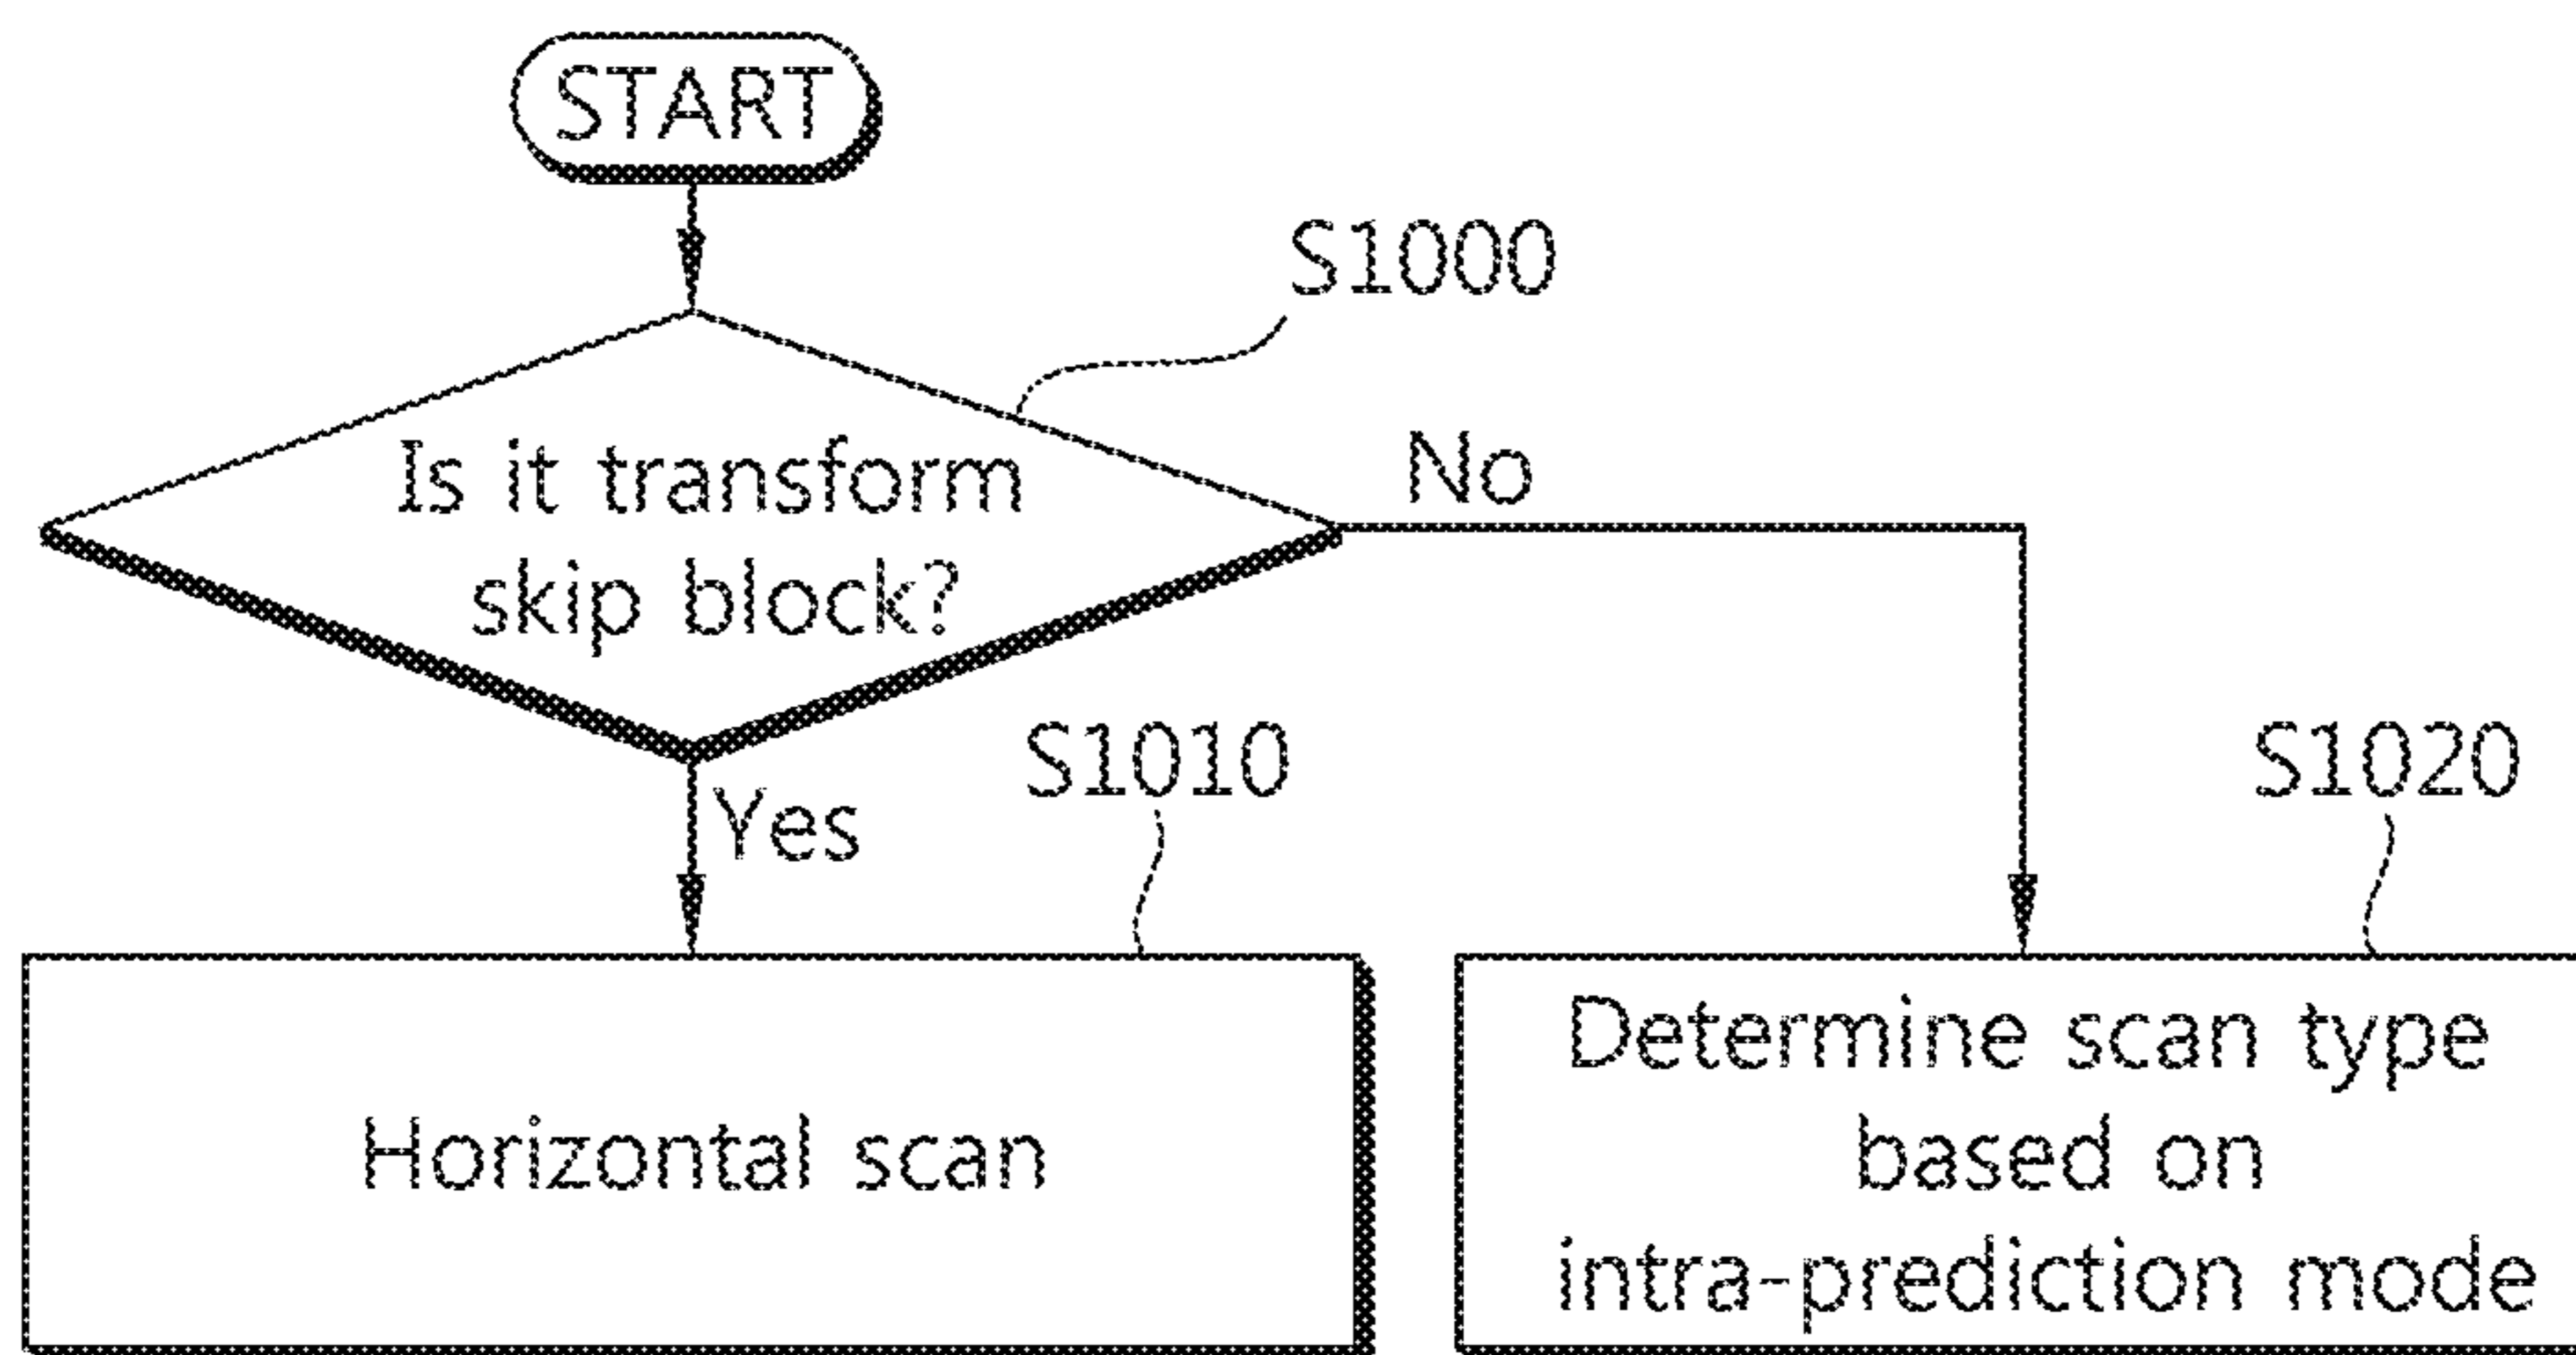 START
S1000
Is it transform
skip block?
No
Yes
S1010
S1020
Horizontal scan
Determine scan type
based on
intra-prediction mode